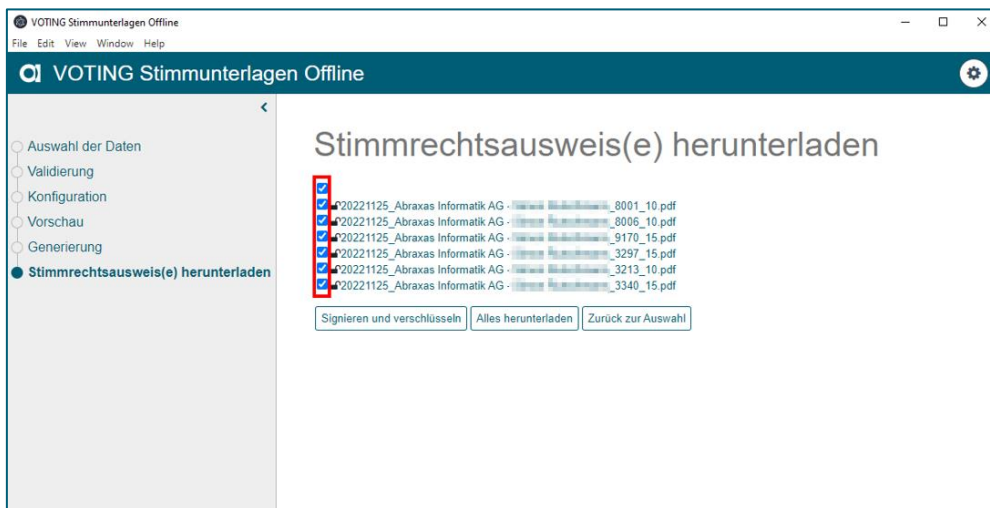 VOTING Stimmunterlagen Offline
File Edit View Window Help
VOTING Stimmunterlagen Offline
Auswahl der Daten
Validierung
Konfiguration
Vorschau
Generierung
Stimmrechtsausweis(e) herunterladen
Stimmrechtsausweis(e) herunterladen
20221125_Abraxas Informatik AG - _8001_10.pdf
20221125_Abraxas Informatik AG - _8006_10.pdf
20221125_Abraxas Informatik AG - _9170_15.pdf
20221125_Abraxas Informatik AG - _3297_15.pdf
20221125_Abraxas Informatik AG - _3213_10.pdf
20221125_Abraxas Informatik AG - _3340_15.pdf
Signieren und verschlüsseln Alles herunterladen Zurück zur Auswahl